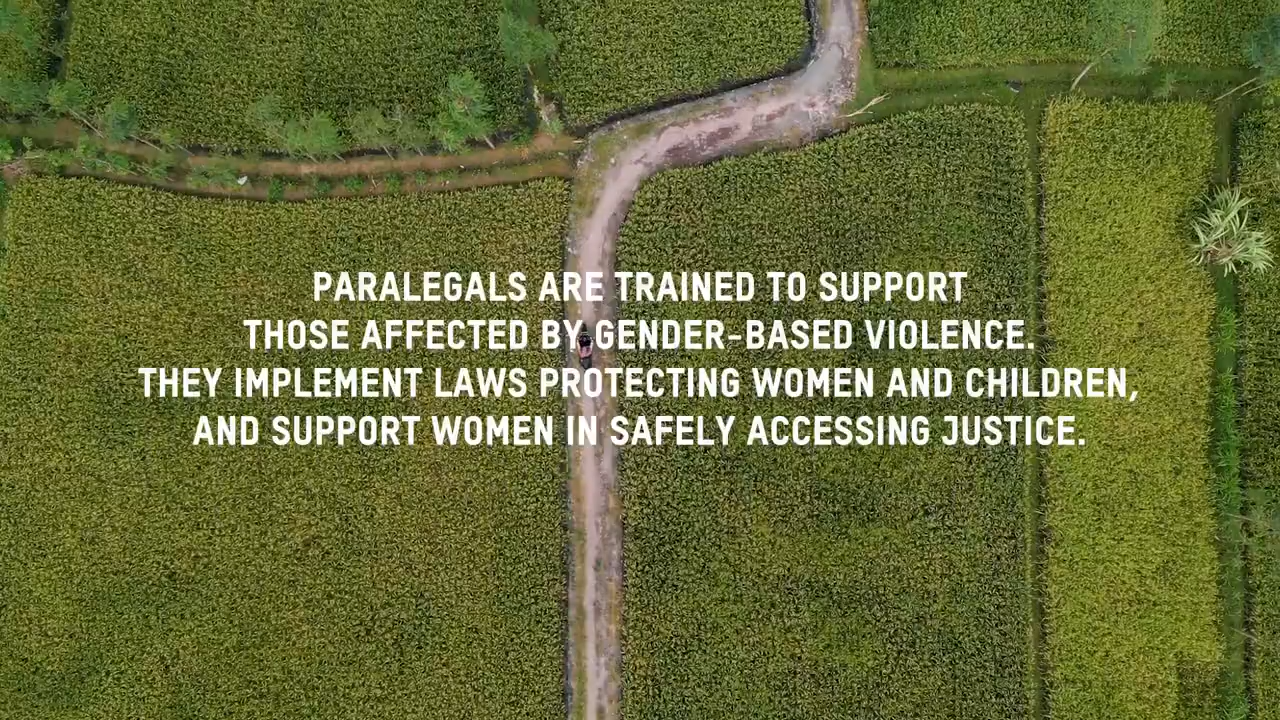 PARALEGALS ARE TRAINED TO SUPPORT
THOSE AFFECTED BY GENDER-BASED VIOLENCE.
THEY IMPLEMENT LAWS PROTECTING WOMEN AND CHILDREN,
AND SUPPORT WOMEN IN SAFELY ACCESSING JUSTICE.